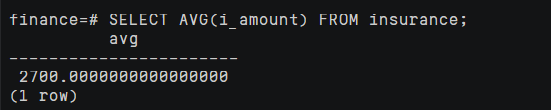 finance=# SELECT AVG(i_amount) FROM insurance;
          avg
-----------------------
 2700.0000000000000000
(1 row)